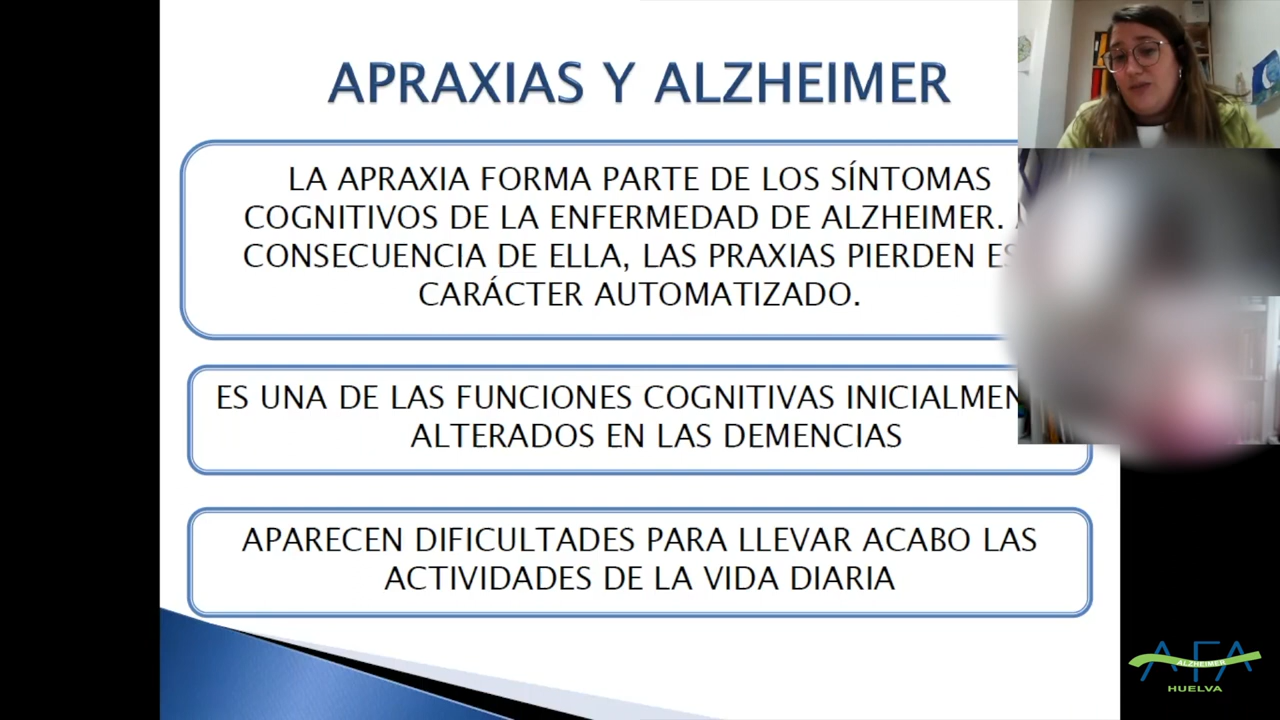 APRAXIAS Y ALZHEIMER
LA APRAXIA FORMA PARTE DE LOS SÍNTOMAS
COGNITIVOS DE LA ENFERMEDAD DE ALZHEIMER.
CONSECUENCIA DE ELLA, LAS PRAXIAS PIERDEN
CARÁCTER AUTOMATIZADO.
ES UNA DE LAS FUNCIONES COGNITIVAS
ALTERADOS EN LAS DEMENCIAS
APARECEN DIFICULTADES PARA LLEVAR ACABO LAS
ACTIVIDADES DE LA VIDA DIARIA
AFA
ALZHEIMER
HUELVA